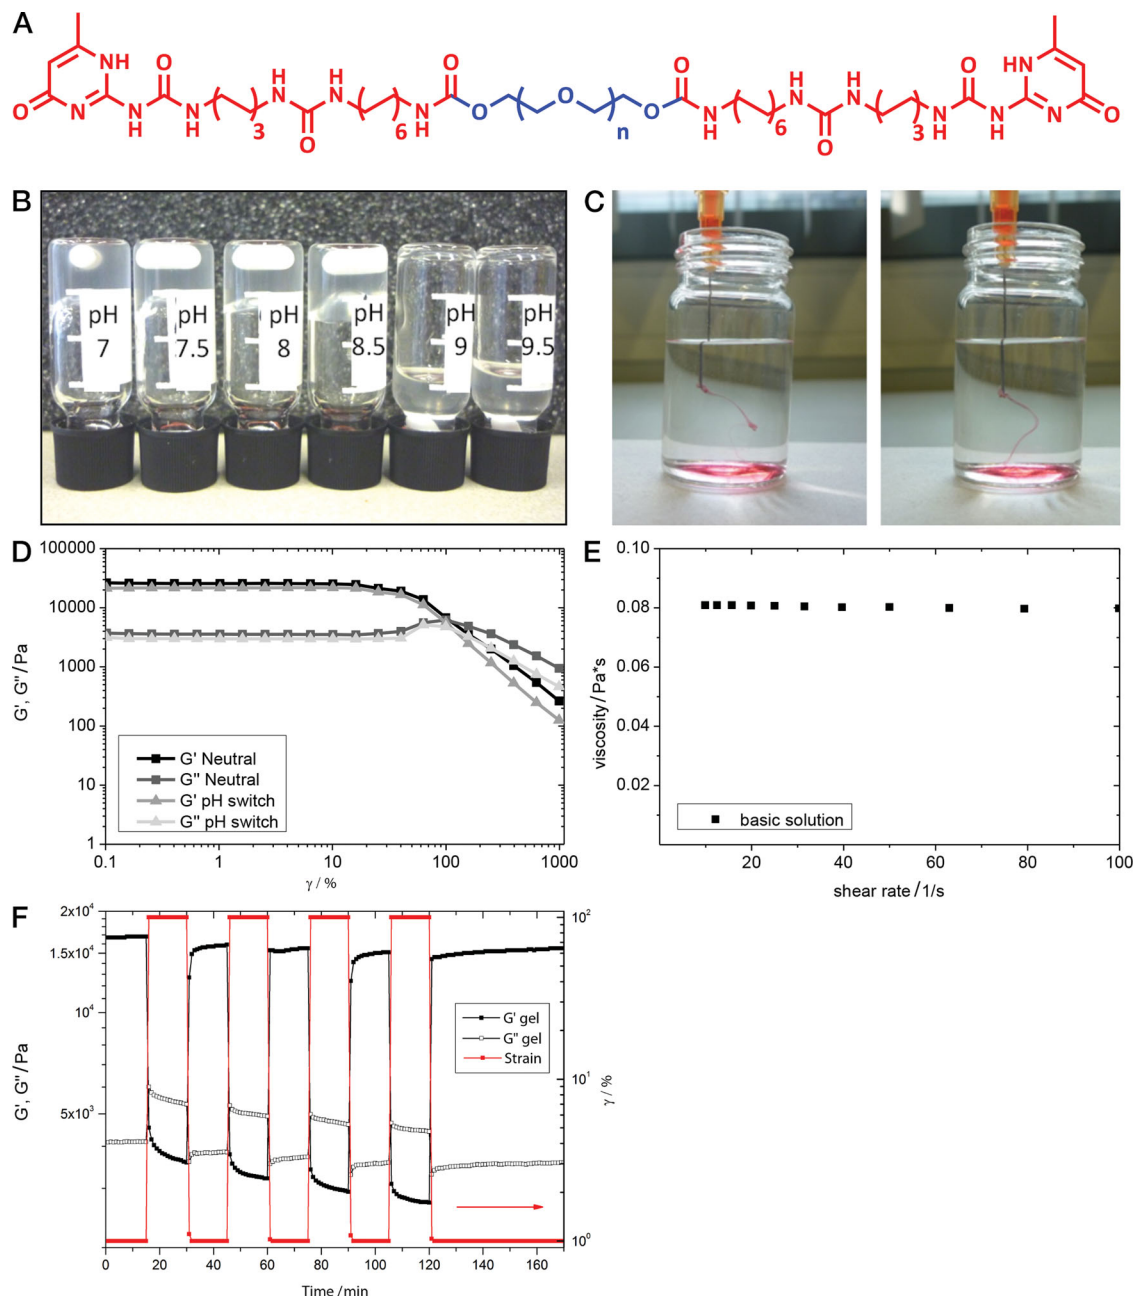 A
NH
O
N
N
H
O
N
H
3
H
N
O
H
N
6
O
N
H
O
O
n
O
O
N
H
6
H
N
O
H
N
3
O
N
H
N
H
HN
N
O
B
pH
7
pH
7.5
pH
8
pH
8.5
pH
9
pH
9.5
C
D
G', G''/Pa
100000
10000
1000
100
10
1
0.1
1
10
100
1000
γ / %
G' Neutral
G'' Neutral
G' pH switch
G'' pH switch
E
viscosity/Pa*s
0.10
0.08
0.06
0.04
0.02
20
40
60
80
100
shear rate/1/s
basic solution
F
G', G''/Pa
2x10⁴
1.5x10⁴
10⁴
5x10³
0
20
40
60
80
100
120
140
160
Time/min
10²
10¹
10⁰
γ / %
G' gel
G'' gel
Strain